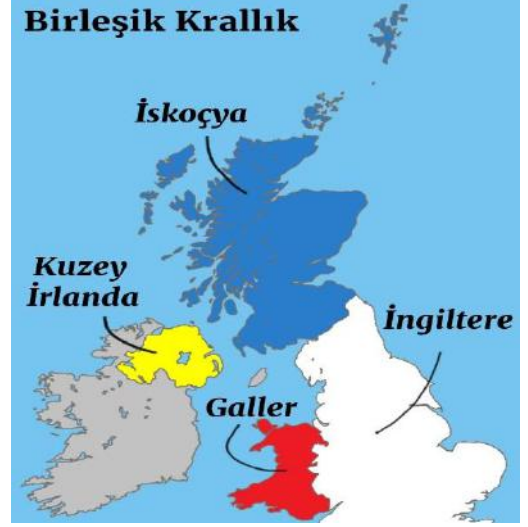 Birleşik Krallık
İskoçya
Kuzey
İrlanda
İngiltere
Galler